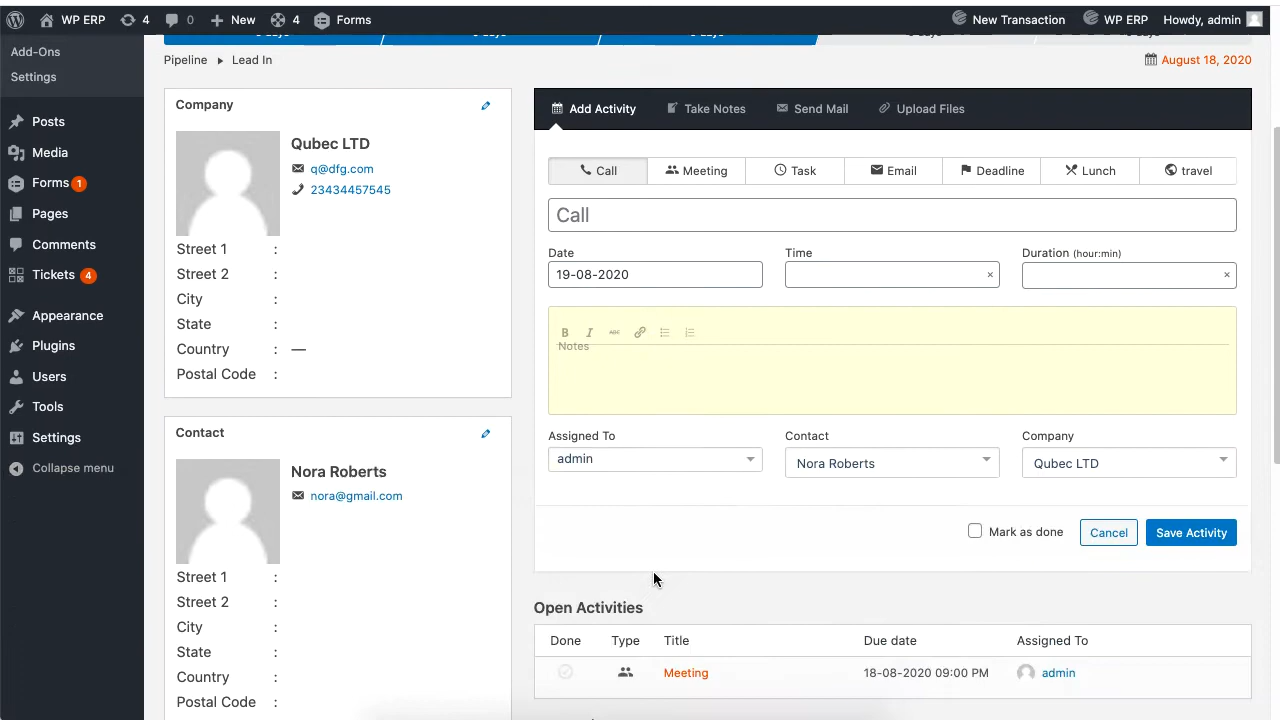 WP ERP 4 0 New 4 Forms New Transaction WP ERP Howdy, admin
Add-Ons
Settings
Posts
Media
Forms 1
Pages
Comments
Tickets 4
Appearance
Plugins
Users
Tools
Settings
Collapse menu
Pipeline Lead In August 18, 2020
Company
Qubec LTD
q@dfg.com
23434457545
Street 1 :
Street 2 :
City :
State :
Country : —
Postal Code :
Contact
Nora Roberts
nora@gmail.com
Street 1 :
Street 2 :
City :
State :
Country :
Postal Code :
Add Activity Take Notes Send Mail Upload Files
Call Meeting Task Email Deadline Lunch travel
Call
Date Time Duration (hour:min)
19-08-2020 × ×
B I ABC
Notes
Assigned To Contact Company
admin Nora Roberts Qubec LTD
Mark as done Cancel Save Activity
Open Activities
Done Type Title Due date Assigned To
Meeting 18-08-2020 09:00 PM admin